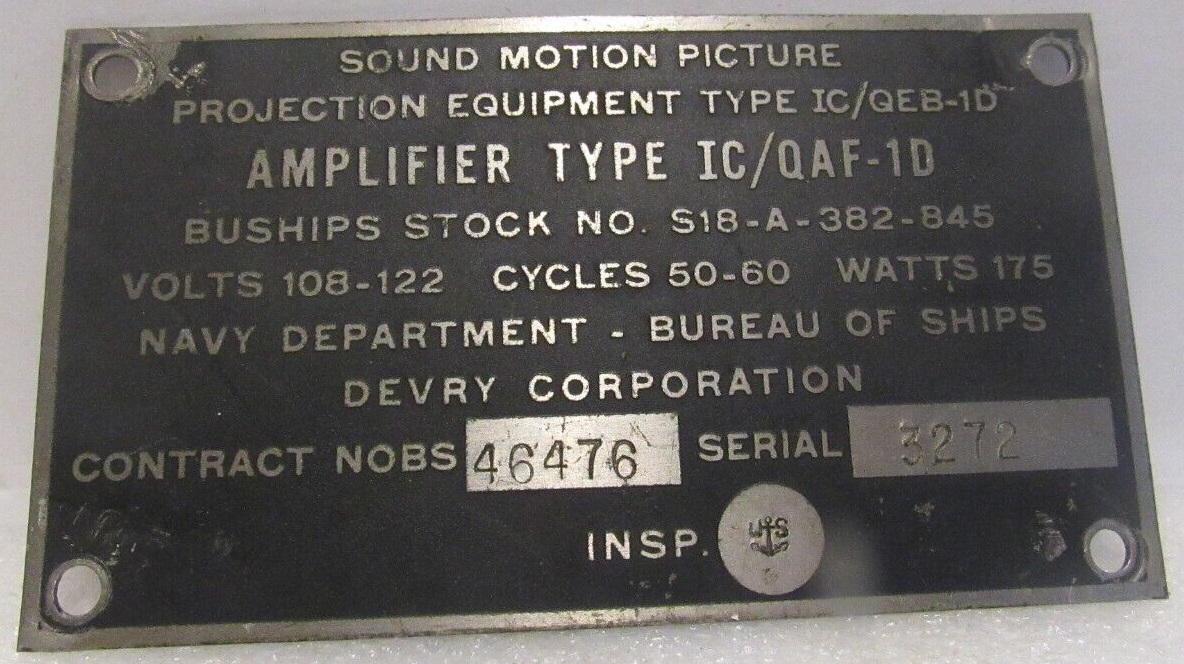 SOUND MOTION PICTURE
PROJECTION EQUIPMENT TYPE IC/QEB-1D
AMPLIFIER TYPE IC/QAF-1D
BUSHIPS STOCK NO. S18-A-382-845
VOLTS 108-122 CYCLES 50-60 WATTS 175
NAVY DEPARTMENT - BUREAU OF SHIPS
DEVRY CORPORATION
CONTRACT NOBS 46476 SERIAL 3272
INSP. US